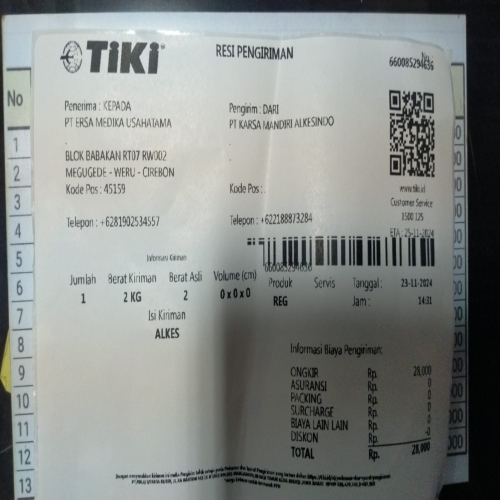 TIKI
RESI PENGIRIMAN
No.
660085294656
Penerima : KEPADA
PT ERSA MEDIKA USAHATAMA
.
BLOK BABAKAN RT07 RW002
MEGUGEDE - WERU - CIREBON
Kode Pos : 45159
Telepon : +6281902534557
Pengirim : DARI
PT KARSA MANDIRI ALKESINDO
.
Kode Pos : .
Telepon : +622188873284
www.tiki.id
Customer Service
1500 125
ETA : 25-11-2024
660085294656
Informasi Kiriman
Jumlah Berat Kiriman Berat Asli Volume (cm) Produk Servis Tanggal : 23-11-2024
1 2 KG 2 0 x 0 x 0 REG Jam : 14:31
Isi Kiriman
ALKES
Informasi Biaya Pengiriman:
ONGKIR Rp. 28,000
ASURANSI Rp. 0
PACKING Rp. 0
SURCHARGE Rp. 0
BIAYA LAIN LAIN Rp. 0
DISKON Rp. -0
TOTAL Rp. 28,000
No
1
2
3
4
5
6
7
8
9
10
11
12
13